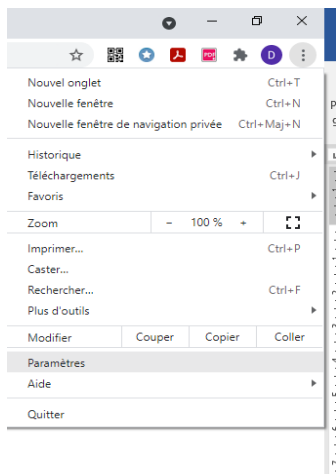 PDF
D
Nouvel onglet Ctrl+T
Nouvelle fenêtre Ctrl+N
Nouvelle fenêtre de navigation privée Ctrl+Maj+N
Historique
Téléchargements Ctrl+J
Favoris
Zoom - 100 % +
Imprimer... Ctrl+P
Caster...
Rechercher... Ctrl+F
Plus d'outils
Modifier Couper Copier Coller
Paramètres
Aide
Quitter